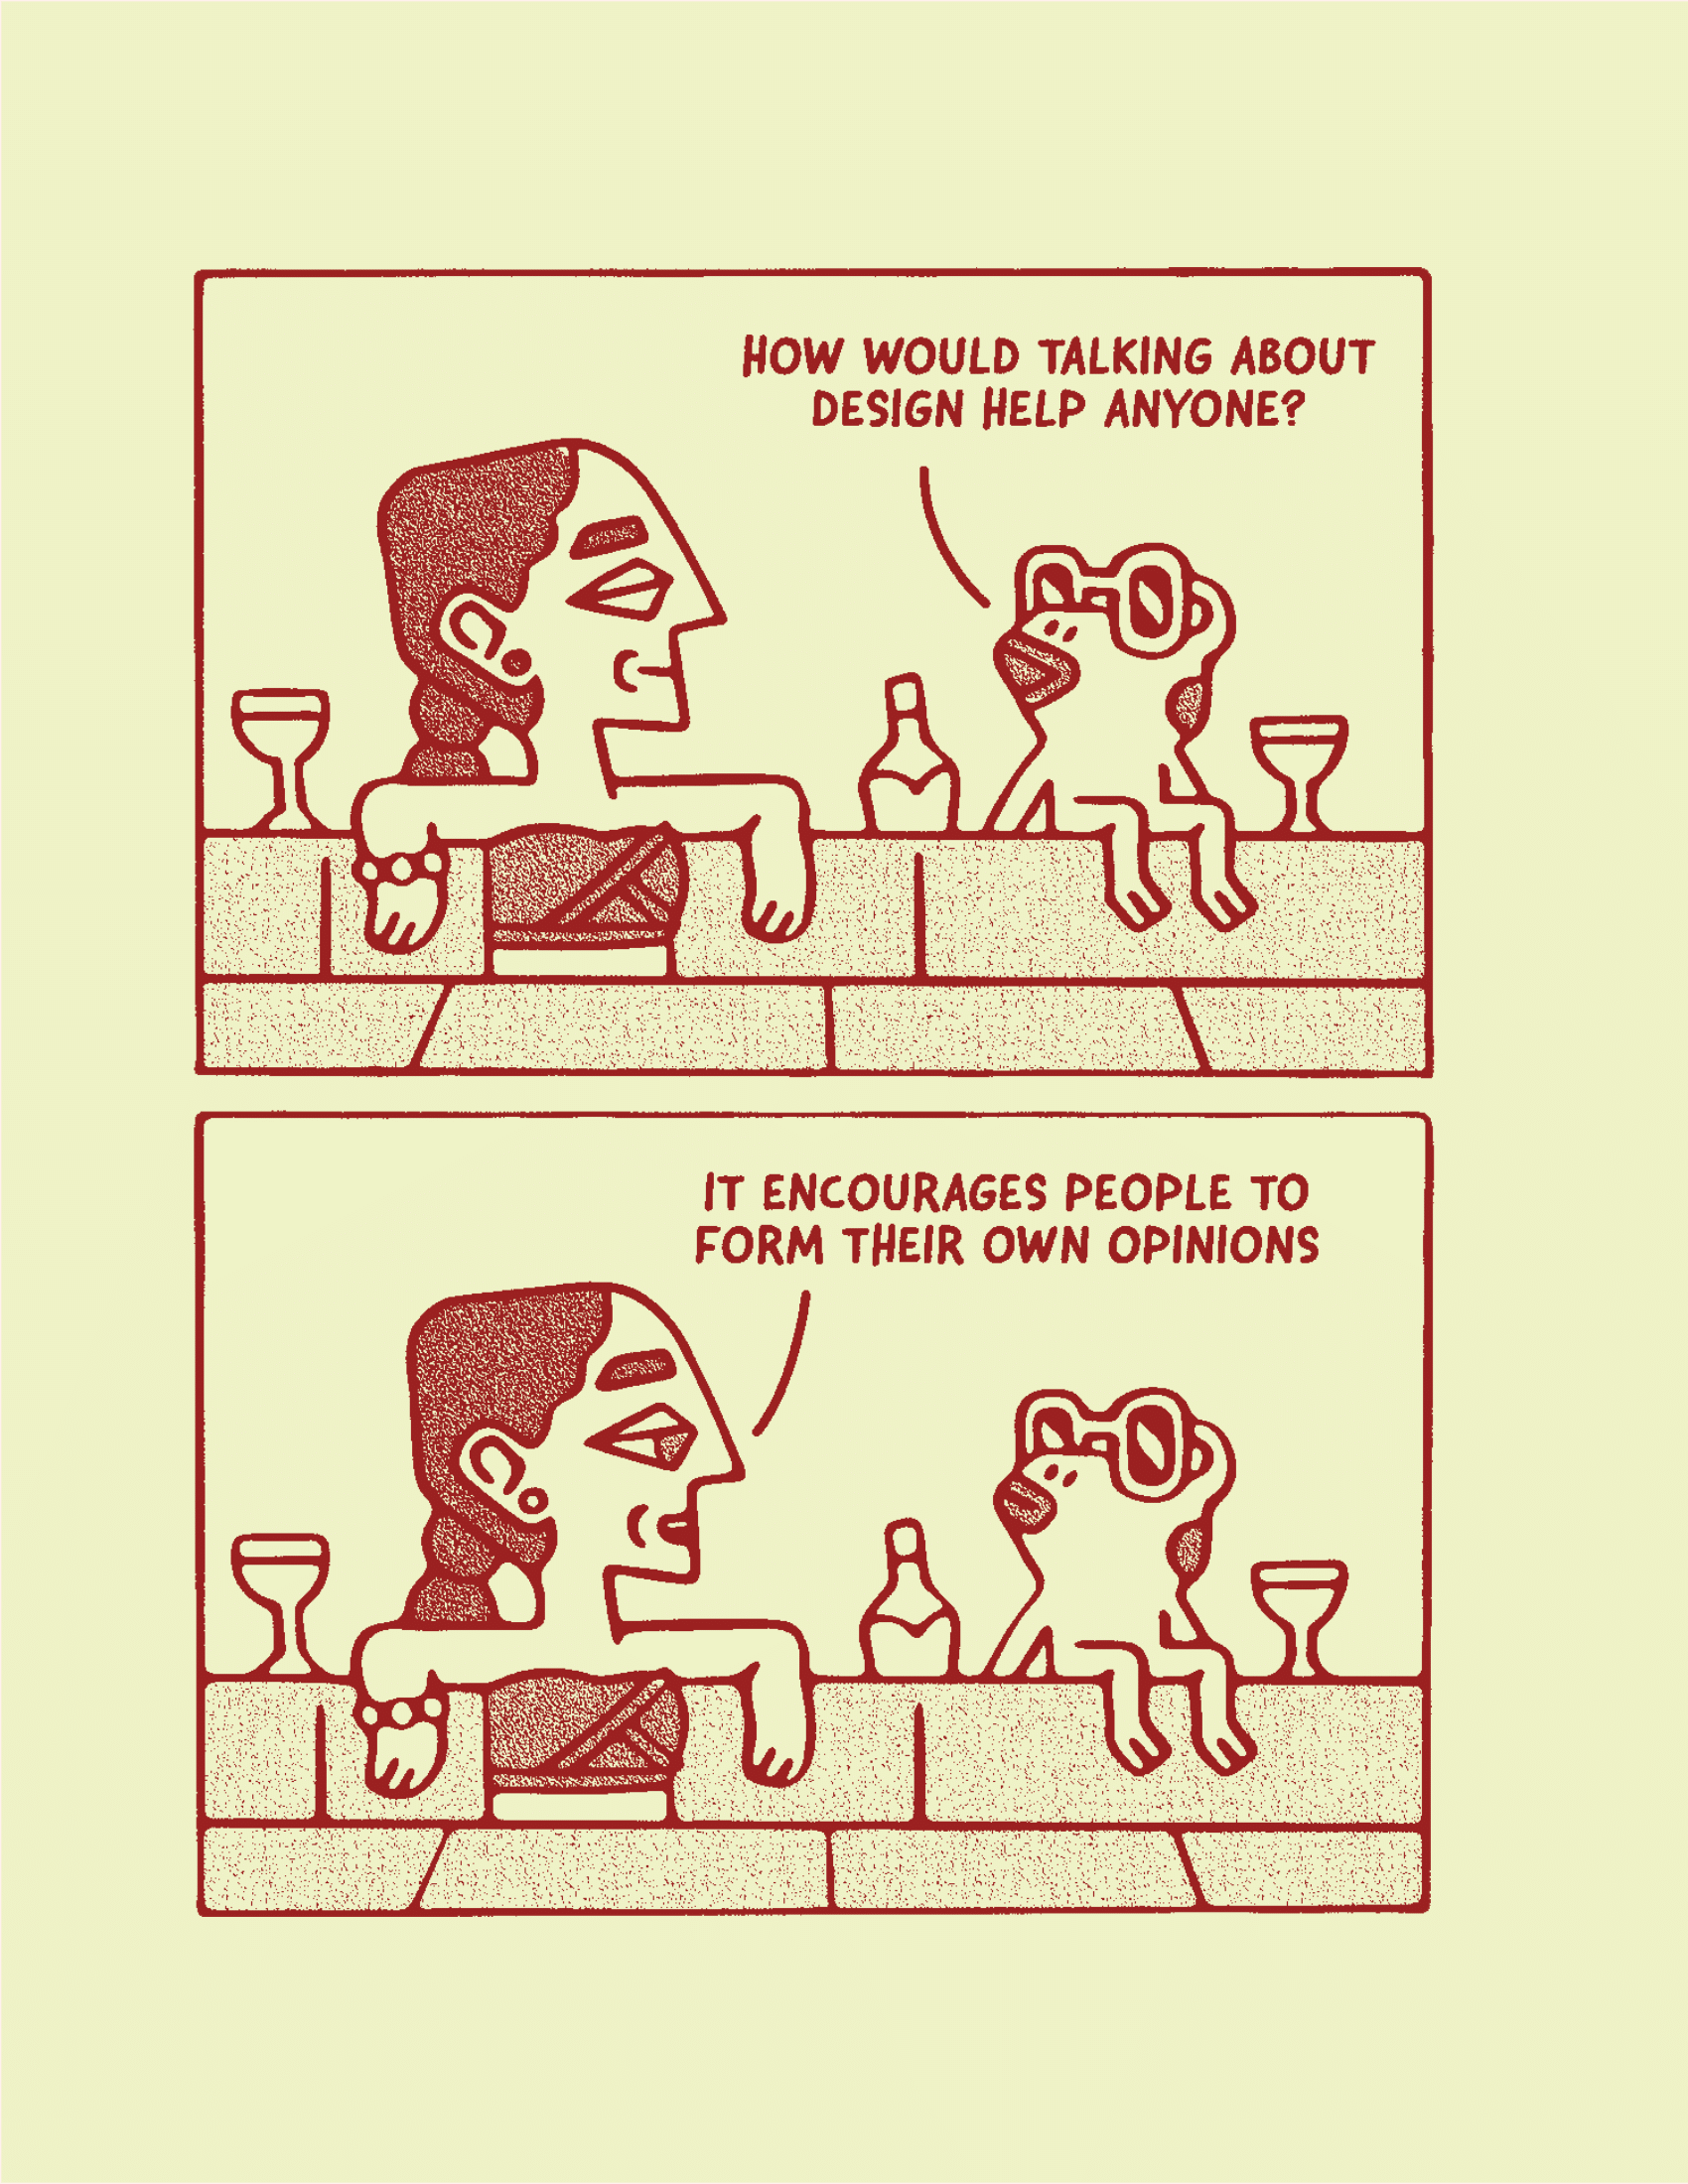 HOW WOULD TALKING ABOUT
DESIGN HELP ANYONE?
IT ENCOURAGES PEOPLE TO
FORM THEIR OWN OPINIONS